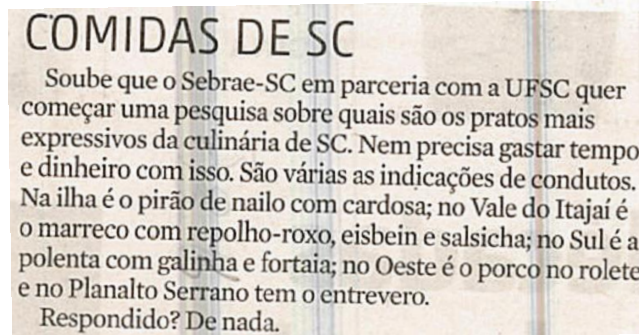 COMIDAS DE SC
Soube que o Sebrae-SC em parceria com a UFSC quer
começar uma pesquisa sobre quais são os pratos mais
expressivos da culinária de SC. Nem precisa gastar tempo
e dinheiro com isso. São várias as indicações de condutos.
Na ilha é o pirão de nailo com cardosa; no Vale do Itajaí é
o marreco com repolho-roxo, eisbein e salsicha; no Sul é a
polenta com galinha e fortaia; no Oeste é o porco no rolete
e no Planalto Serrano tem o entrevero.
Respondido? De nada.